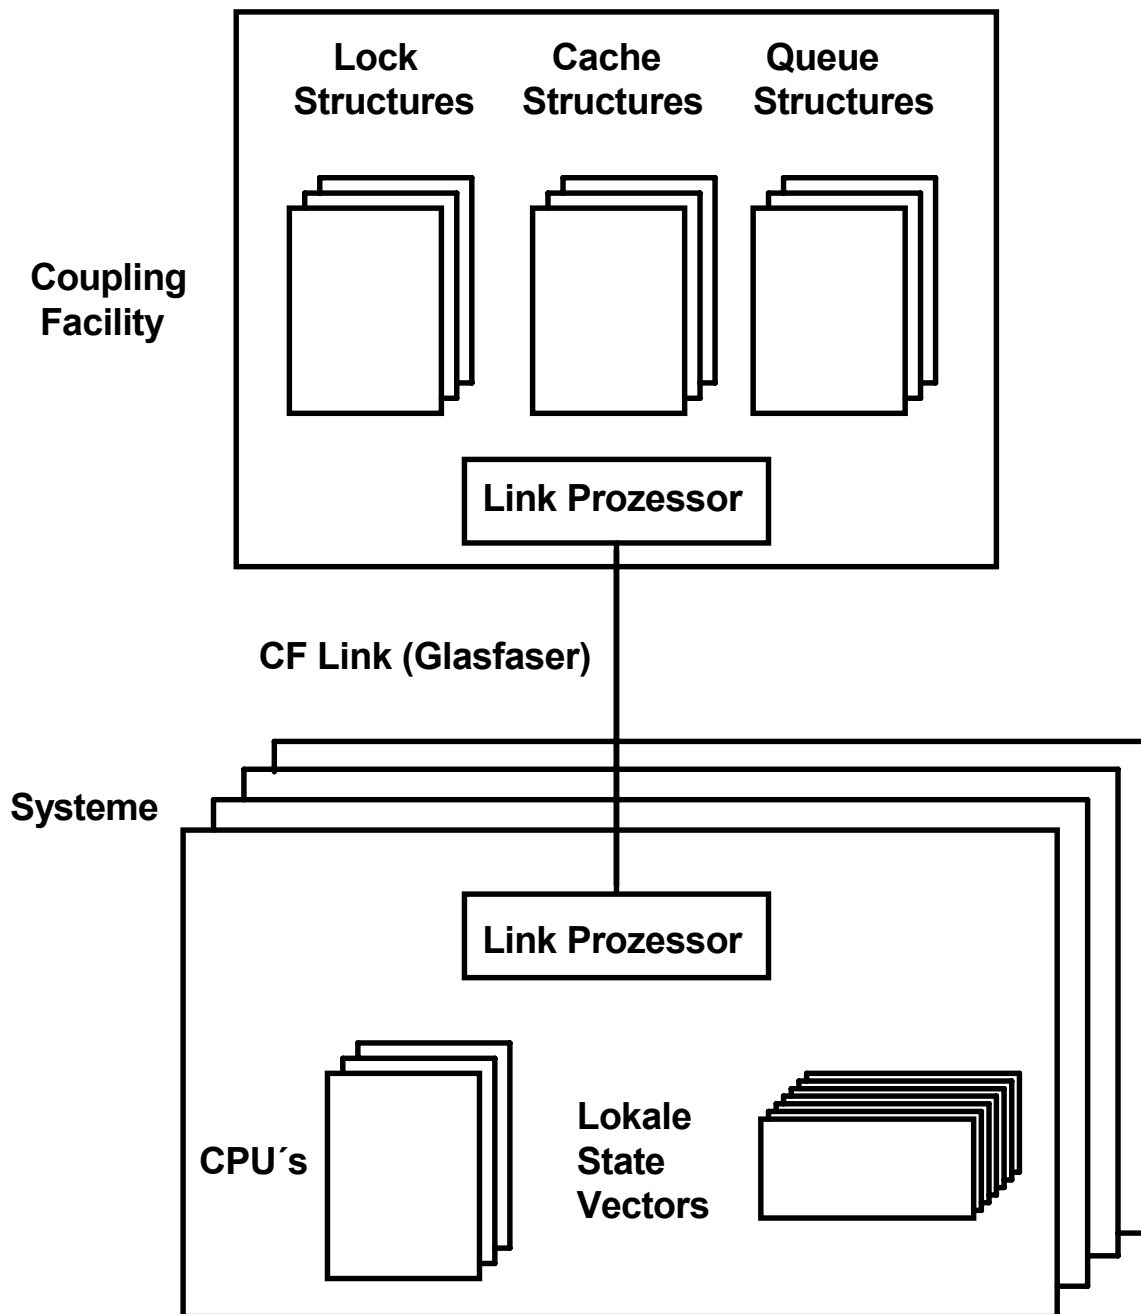 Lock
Structures
Cache
Structures
Queue
Structures
Coupling
Facility
Link Prozessor
CF Link (Glasfaser)
Systeme
Link Prozessor
CPU´s
Lokale
State
Vectors